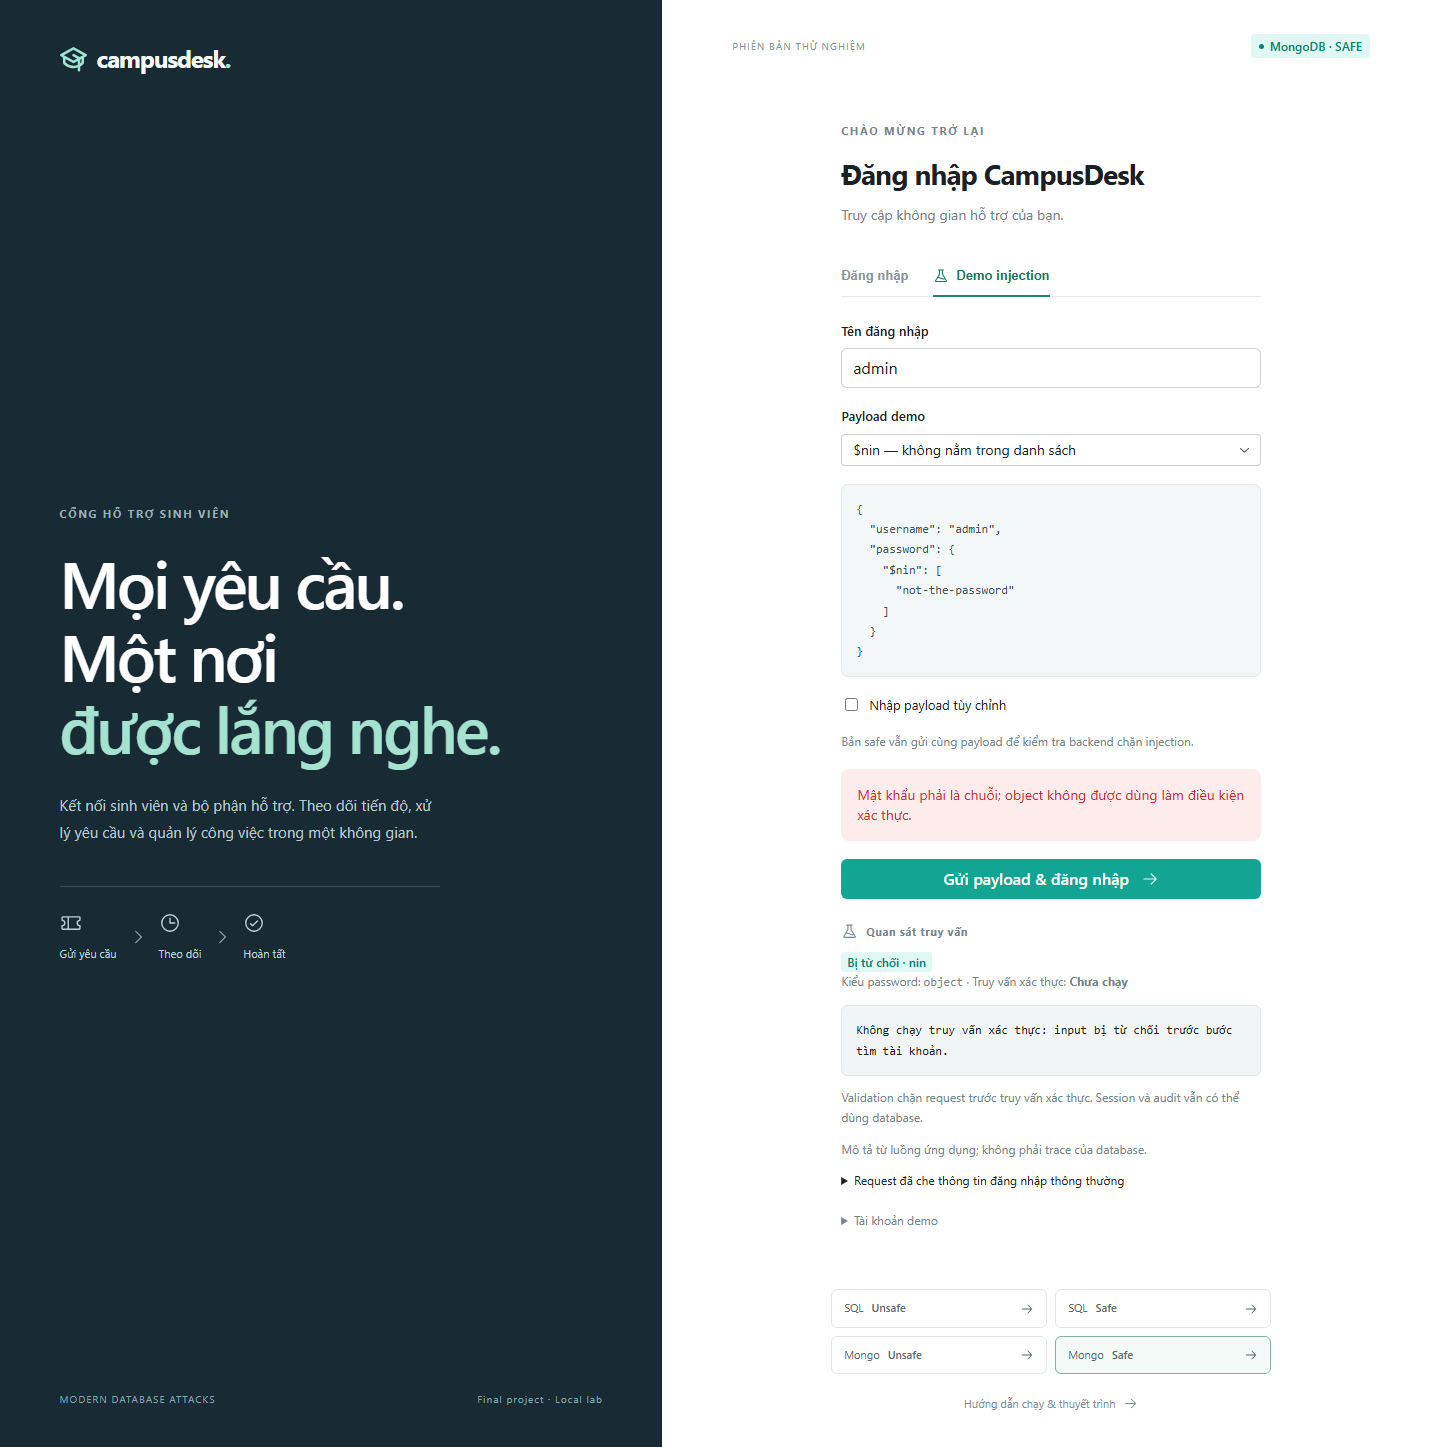 campusdesk.
CỔNG HỖ TRỢ SINH VIÊN
Mọi yêu cầu.
Một nơi
được lắng nghe.
Kết nối sinh viên và bộ phận hỗ trợ. Theo dõi tiến độ, xử
lý yêu cầu và quản lý công việc trong một không gian.
Gửi yêu cầu
Theo dõi
Hoàn tất
MODERN DATABASE ATTACKS
Final project · Local lab
PHIÊN BẢN THỬ NGHIỆM
MongoDB · SAFE
CHÀO MỪNG TRỞ LẠI
Đăng nhập CampusDesk
Truy cập không gian hỗ trợ của bạn.
Đăng nhập
Demo injection
Tên đăng nhập
admin
Payload demo
$nin — không nằm trong danh sách
{
"username": "admin",
"password": {
"$nin": [
"not-the-password"
]
}
}
Nhập payload tùy chỉnh
Bản safe vẫn gửi cùng payload để kiểm tra backend chặn injection.
Mật khẩu phải là chuỗi; object không được dùng làm điều kiện
xác thực.
Gửi payload & đăng nhập
Quan sát truy vấn
Bị từ chối · nin
Kiểu password: object · Truy vấn xác thực: Chưa chạy
Không chạy truy vấn xác thực: input bị từ chối trước bước
tìm tài khoản.
Validation chặn request trước truy vấn xác thực. Session và audit vẫn có thể
dùng database.
Mô tả từ luồng ứng dụng; không phải trace của database.
Request đã che thông tin đăng nhập thông thường
Tài khoản demo
SQL Unsafe
SQL Safe
Mongo Unsafe
Mongo Safe
Hướng dẫn chạy & thuyết trình